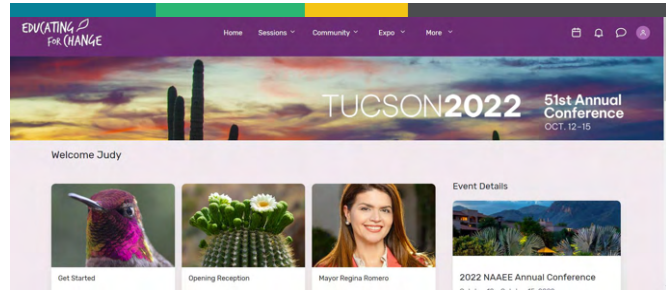 EDUCATING
FOR CHANGE
Home Sessions Community Expo More
TUCSON2022
51st Annual
Conference
OCT. 12-15
Welcome Judy
Event Details
Get Started
Opening Reception
Mayor Regina Romero
2022 NAAEE Annual Conference